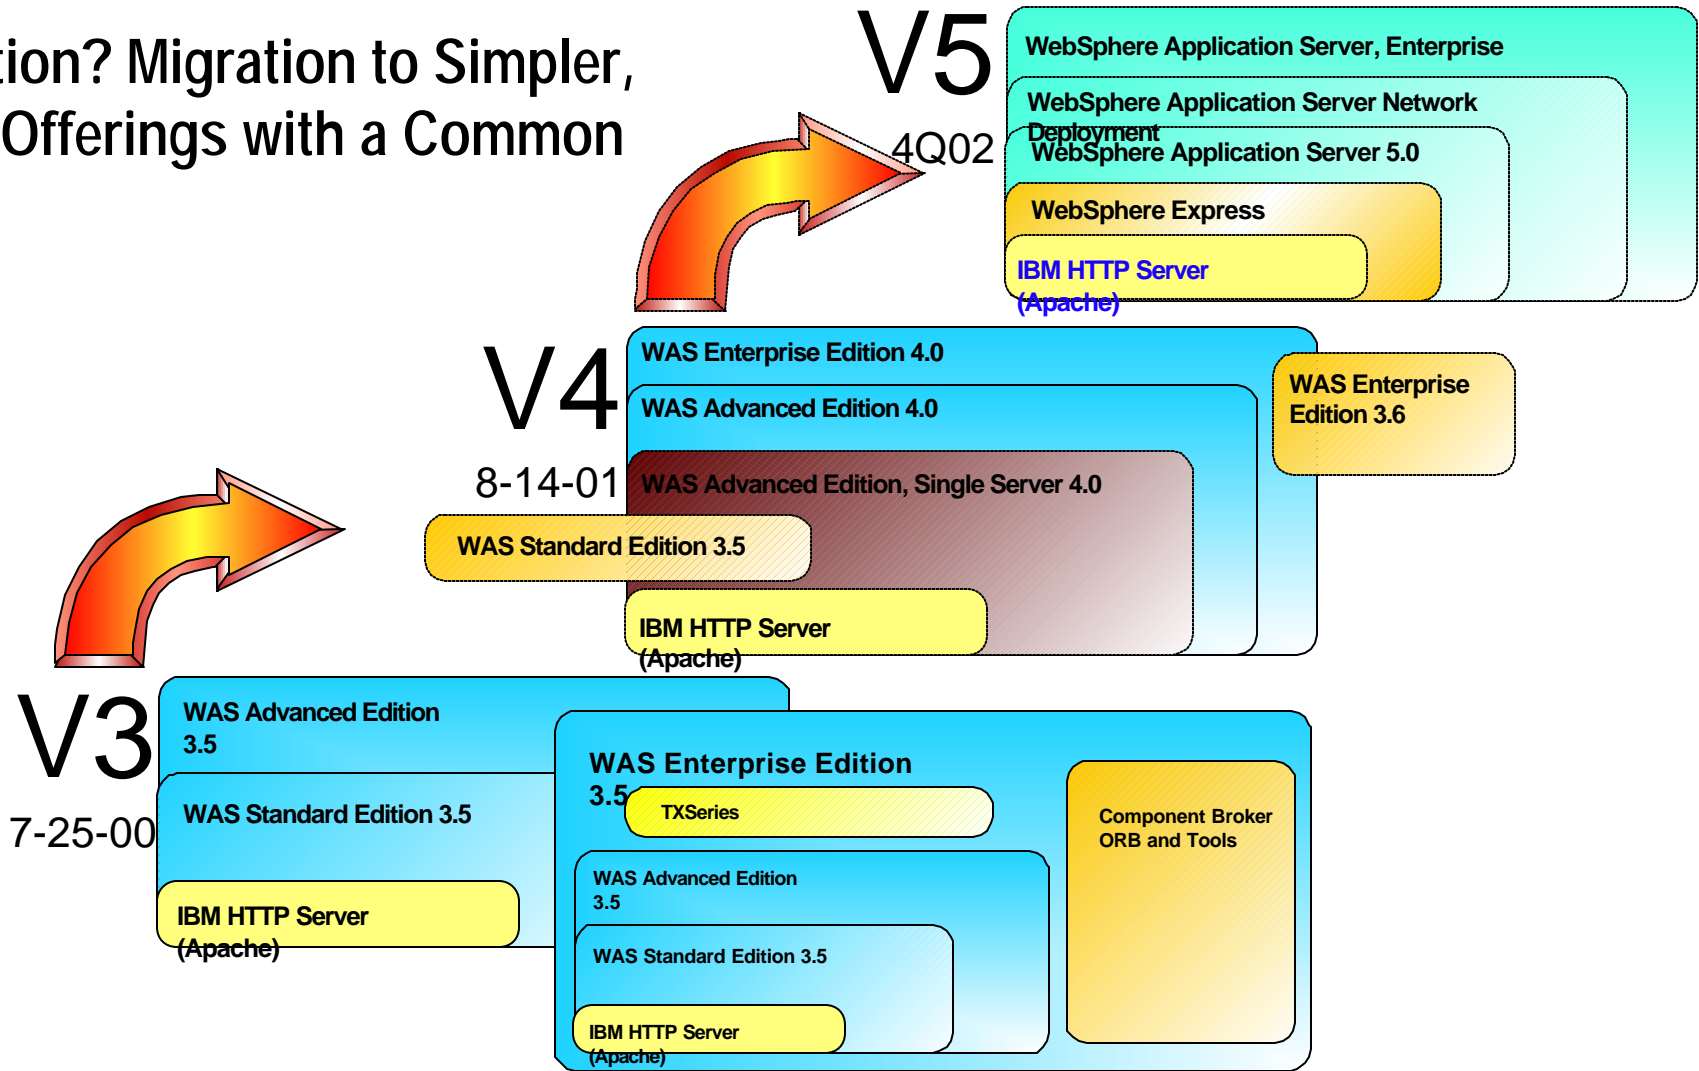 tion? Migration to Simpler,
Offerings with a Common
V5
4Q02
WebSphere Application Server, Enterprise
WebSphere Application Server Network
Deployment
WebSphere Application Server 5.0
WebSphere Express
IBM HTTP Server
(Apache)
V4
8-14-01
WAS Enterprise Edition 4.0
WAS Advanced Edition 4.0
WAS Advanced Edition, Single Server 4.0
WAS Standard Edition 3.5
IBM HTTP Server
(Apache)
WAS Enterprise
Edition 3.6
V3
7-25-00
WAS Advanced Edition
3.5
WAS Standard Edition 3.5
IBM HTTP Server
(Apache)
WAS Enterprise Edition
3.5
TXSeries
WAS Advanced Edition
3.5
WAS Standard Edition 3.5
IBM HTTP Server
(Apache)
Component Broker
ORB and Tools